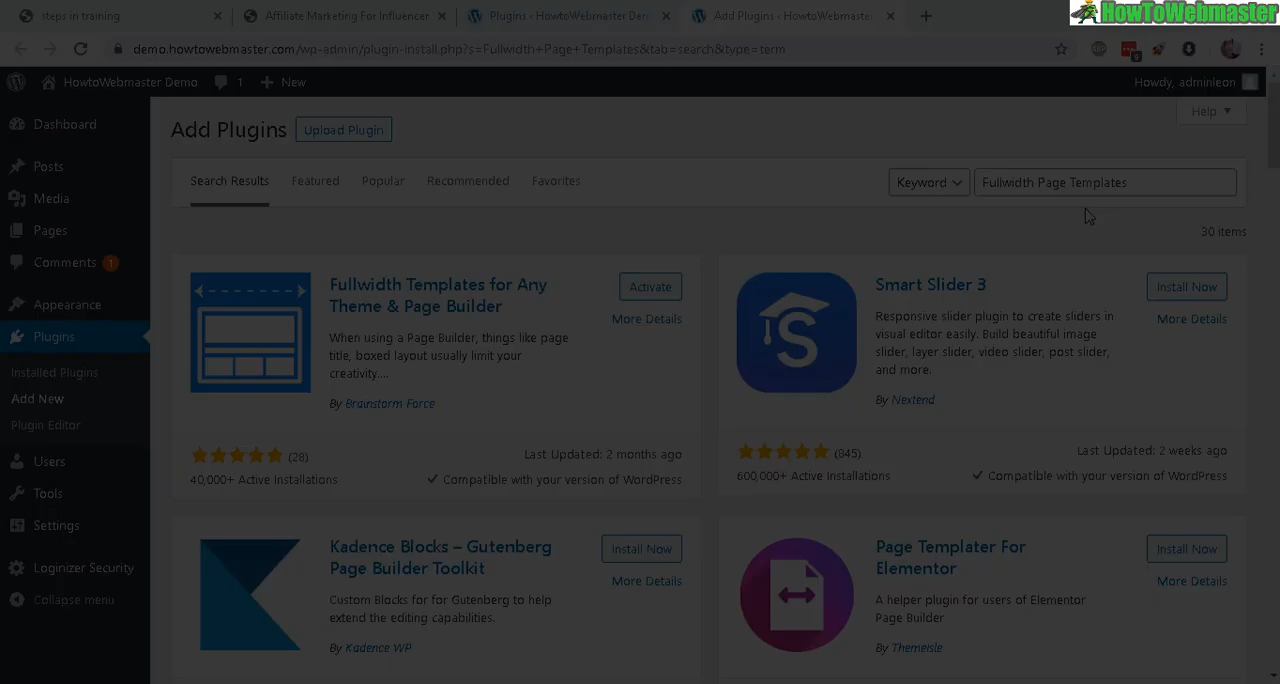 steps in training
Affiliate Marketing For Influencer
Plugins ‹ HowtoWebmaster De
Add Plugins ‹ HowtoWebmaster
HowToWebmaster
demo.howtowebmaster.com/wp-admin/plugin-install.php?s=Fullwidth+Page+Templates&tab=search&type=term
9
HowtoWebmaster Demo
1
New
Howdy, adminleon
Dashboard
Posts
Media
Pages
Comments 1
Appearance
Plugins
Installed Plugins
Add New
Plugin Editor
Users
Tools
Settings
Loginizer Security
Collapse menu
Add Plugins
Upload Plugin
Help
Search Results
Featured
Popular
Recommended
Favorites
Keyword
Fullwidth Page Templates
30 items
Fullwidth Templates for Any
Theme & Page Builder
Activate
More Details
When using a Page Builder, things like page
title, boxed layout usually limit your
creativity....
By Brainstorm Force
(28)
Last Updated: 2 months ago
40,000+ Active Installations
Compatible with your version of WordPress
Smart Slider 3
Install Now
More Details
Responsive slider plugin to create sliders in
visual editor easily. Build beautiful image
slider, layer slider, video slider, post slider,
and more.
By Nextend
(845)
Last Updated: 2 weeks ago
600,000+ Active Installations
Compatible with your version of WordPress
Kadence Blocks – Gutenberg
Page Builder Toolkit
Install Now
More Details
Custom Blocks for for Gutenberg to help
extend the editing capabilities.
By Kadence WP
Page Templater For
Elementor
Install Now
More Details
A helper plugin for users of Elementor
Page Builder
By Themeisle